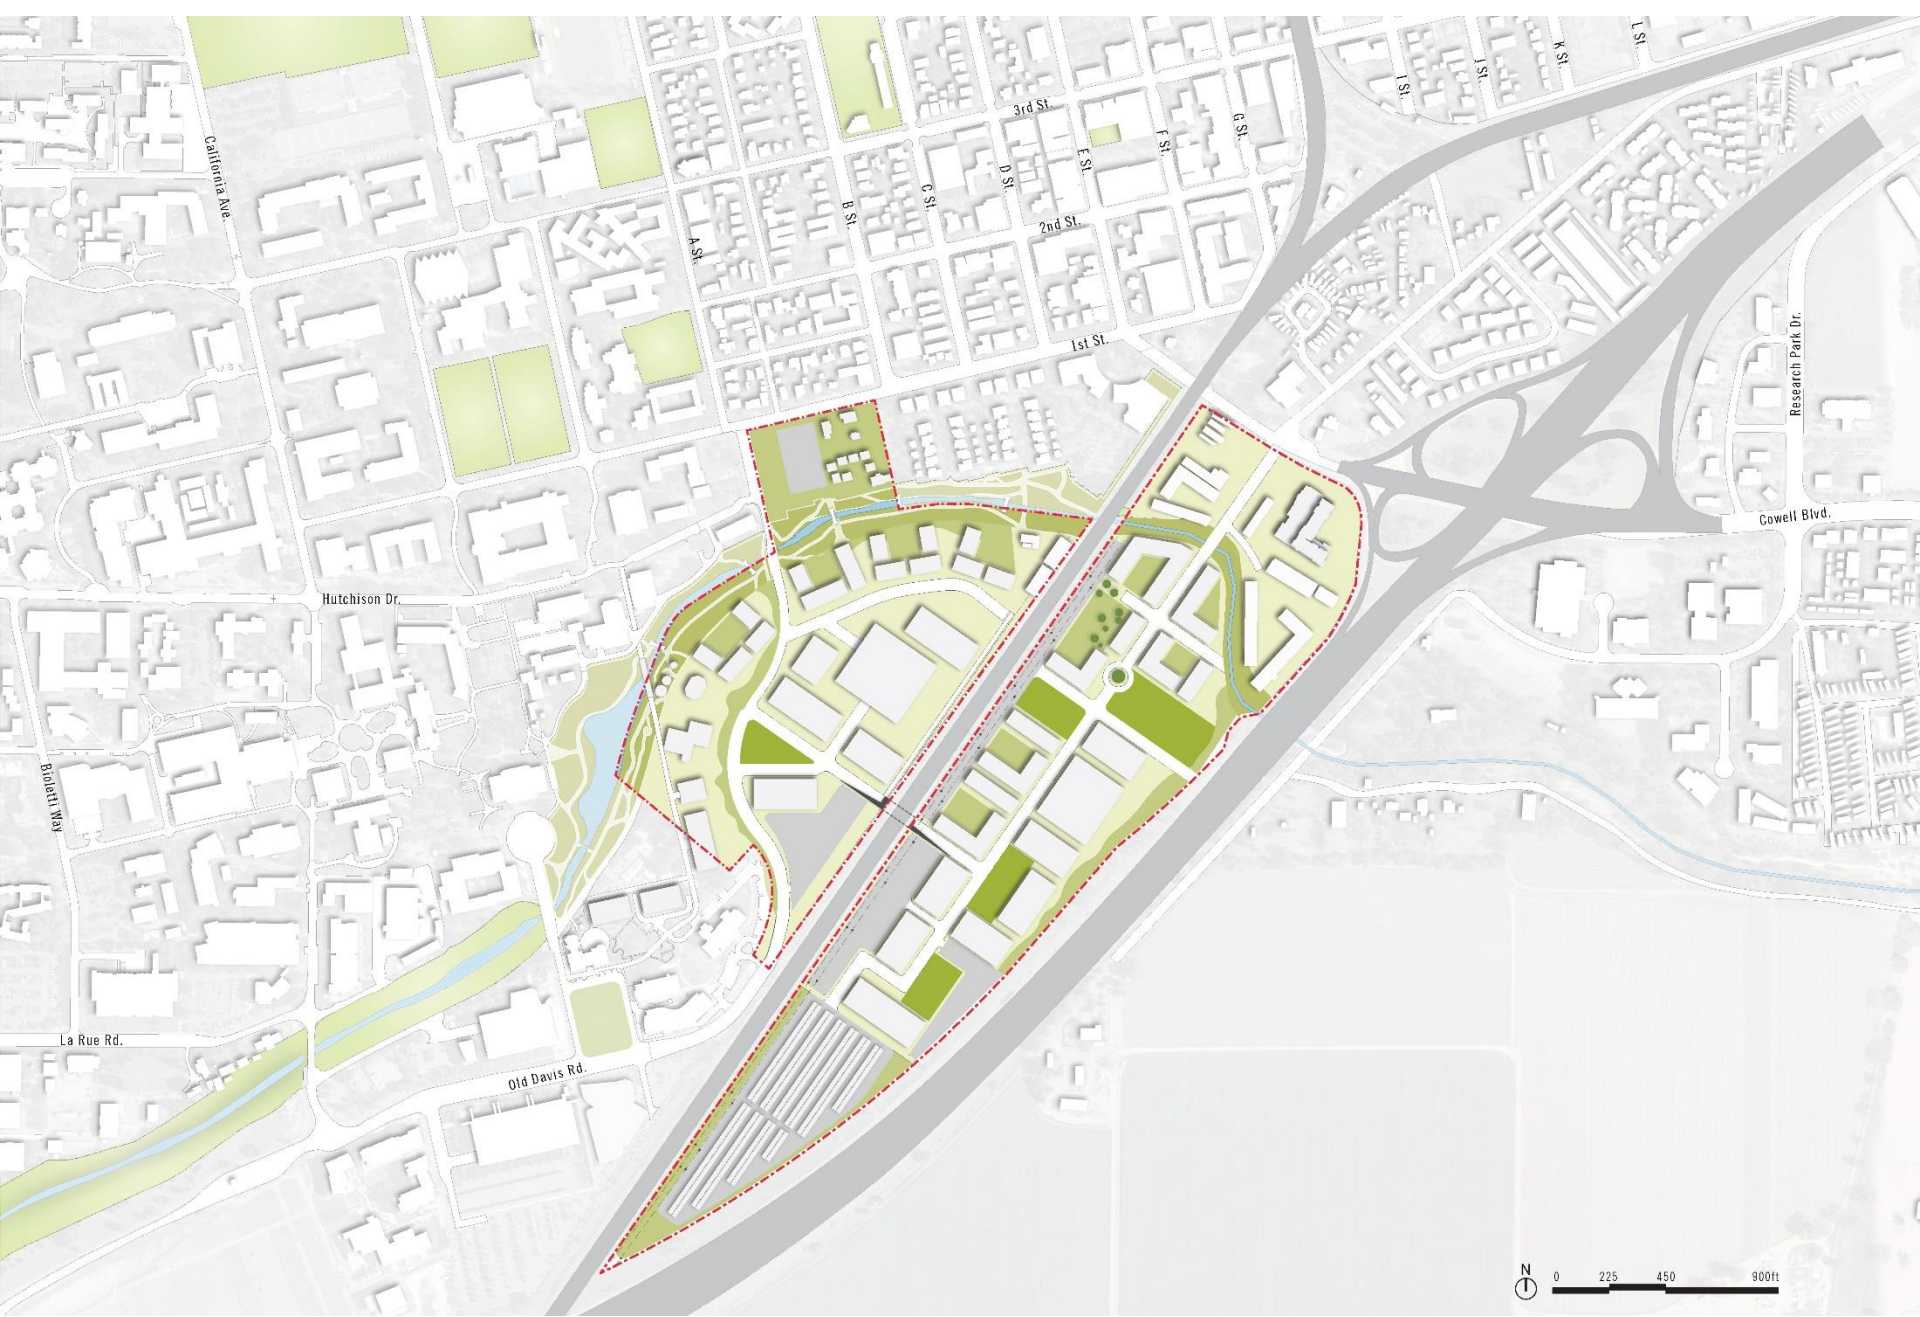 L St.
K St.
J St.
I St.
3rd St.
G St.
F St.
E St.
D St.
C St.
B St.
A St.
California Ave.
2nd St.
1st St.
Research Park Dr.
Cowell Blvd.
Hutchison Dr.
Bioletti Way
La Rue Rd.
Old Davis Rd.
N
0 225 450 900ft